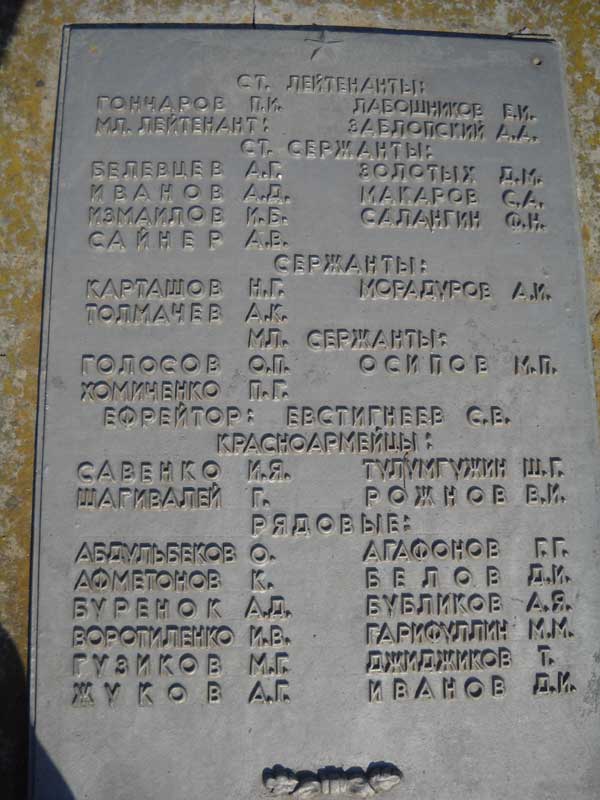 СТ. ЛЕЙТЕНАНТЫ:
ГОНЧАРОВ П.И. ЛАБОШНИКОВ Е.И.
МЛ. ЛЕЙТЕНАНТ: ЗАБЛОПСКИЙ А.А.
СТ. СЕРЖАНТЫ:
БЕЛЕВЦЕВ А.Г. ЗОЛОТЫХ Д.М.
ИВАНОВ А.Д. МАКАРОВ С.А.
ИЗМАИЛОВ И.Б. САЛАНГИН Ф.Н.
САЙНЕР А.В.
СЕРЖАНТЫ:
КАРТАШОВ Н.Г. МОРАДУРОВ А.И.
ТОЛМАЧЕВ А.К.
МЛ. СЕРЖАНТЫ:
ГОЛОСОВ О.П. ОСИПОВ М.П.
ХОМИЧЕНКО П.Г.
ЕФРЕЙТОР: ЕВСТИГНЕЕВ С.В.
КРАСНОАРМЕЙЦЫ:
САВЕНКО И.Я. ТУЛУМГУЖИН Ш.Г.
ШАГИВАЛЕЙ Г. РОЖНОВ В.И.
РЯДОВЫЕ:
АБДУЛЬБЕКОВ О. АГАФОНОВ Г.Г.
АФМЕТОНОВ К. БЕЛОВ Д.И.
БУРЕНОК А.Д. БУБЛИКОВ А.Я.
ВОРОТИЛЕНКО И.В. ГАРИФУЛЛИН М.М.
ГУЗИКОВ М.Г. ДЖИДЖИКОВ Т.
ЖУКОВ А.Г. ИВАНОВ Д.И.